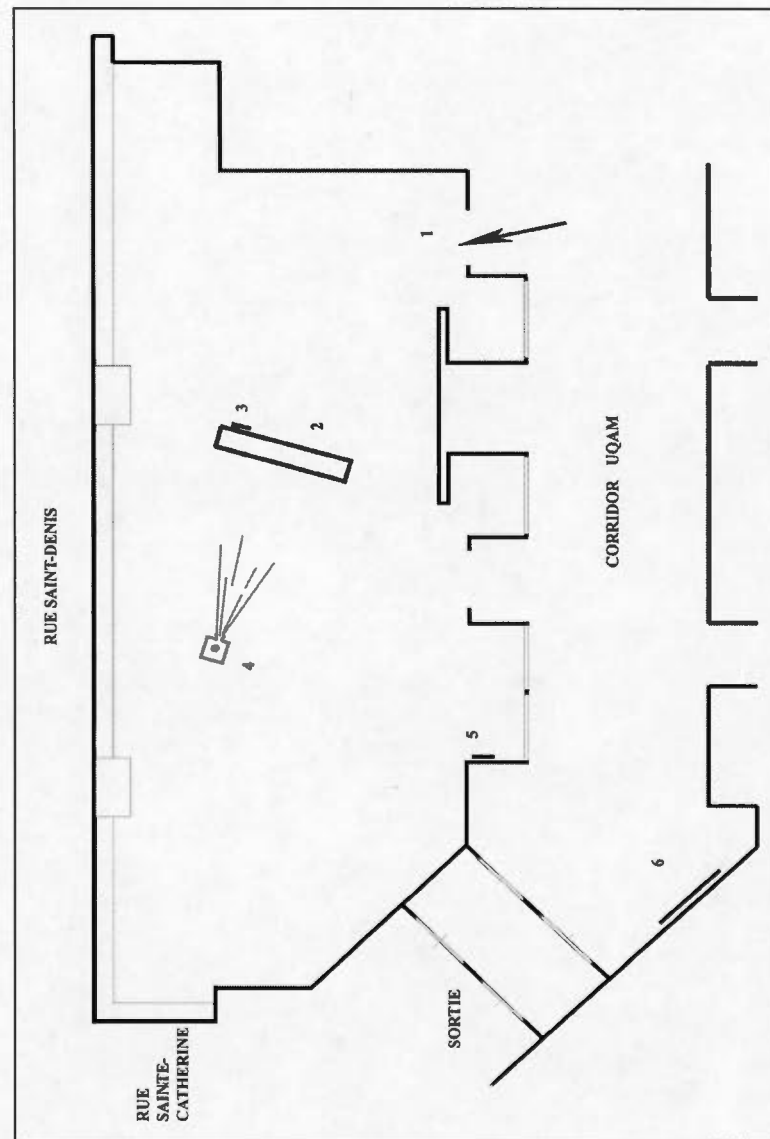 RUE SAINT-DENIS
RUE
SAINTE-
CATHERINE
1
2
3
4
5
6
SORTIE
CORRIDOR UQAM